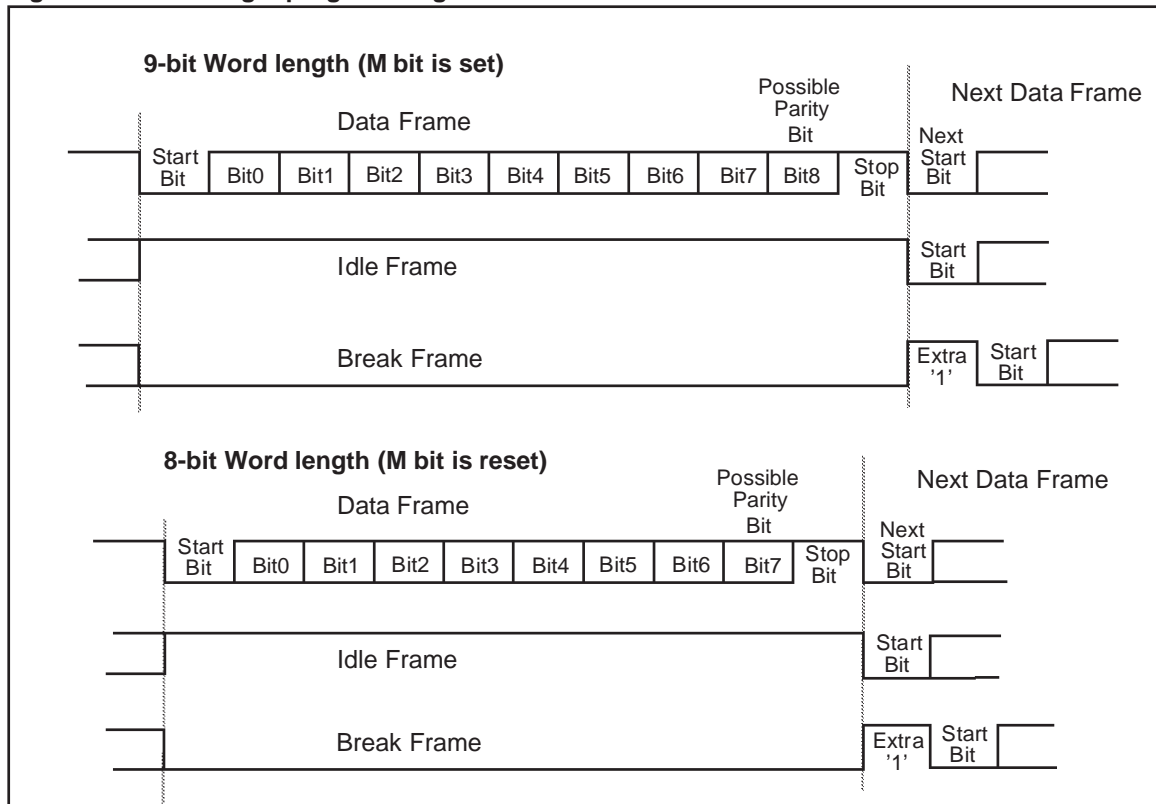 9-bit Word length (M bit is set)
Possible
Parity
Bit
Next Data Frame
Data Frame
Next
Start
Bit
Start
Bit
Bit0 Bit1 Bit2 Bit3 Bit4 Bit5 Bit6 Bit7 Bit8
Stop
Bit
Idle Frame
Start
Bit
Break Frame
Extra
'1'
Start
Bit
8-bit Word length (M bit is reset)
Possible
Parity
Bit
Next Data Frame
Data Frame
Next
Start
Bit
Start
Bit
Bit0 Bit1 Bit2 Bit3 Bit4 Bit5 Bit6 Bit7
Stop
Bit
Idle Frame
Start
Bit
Break Frame
Extra
'1'
Start
Bit